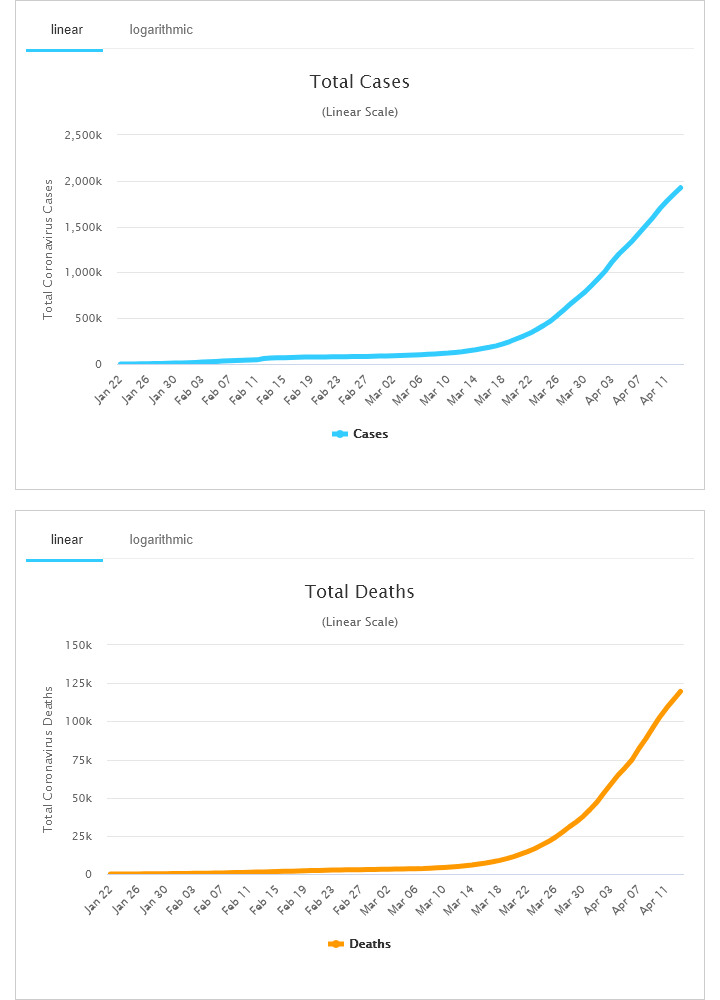 linear logarithmic
Total Cases
(Linear Scale)
Total Coronavirus Cases
2,500k
2,000k
1,500k
1,000k
500k
0
Jan 22 Jan 26 Jan 30 Feb 03 Feb 07 Feb 11 Feb 15 Feb 19 Feb 23 Feb 27 Mar 02 Mar 06 Mar 10 Mar 14 Mar 18 Mar 22 Mar 26 Mar 30 Apr 03 Apr 07 Apr 11
Cases
linear logarithmic
Total Deaths
(Linear Scale)
Total Coronavirus Deaths
150k
125k
100k
75k
50k
25k
0
Jan 22 Jan 26 Jan 30 Feb 03 Feb 07 Feb 11 Feb 15 Feb 19 Feb 23 Feb 27 Mar 02 Mar 06 Mar 10 Mar 14 Mar 18 Mar 22 Mar 26 Mar 30 Apr 03 Apr 07 Apr 11
Deaths